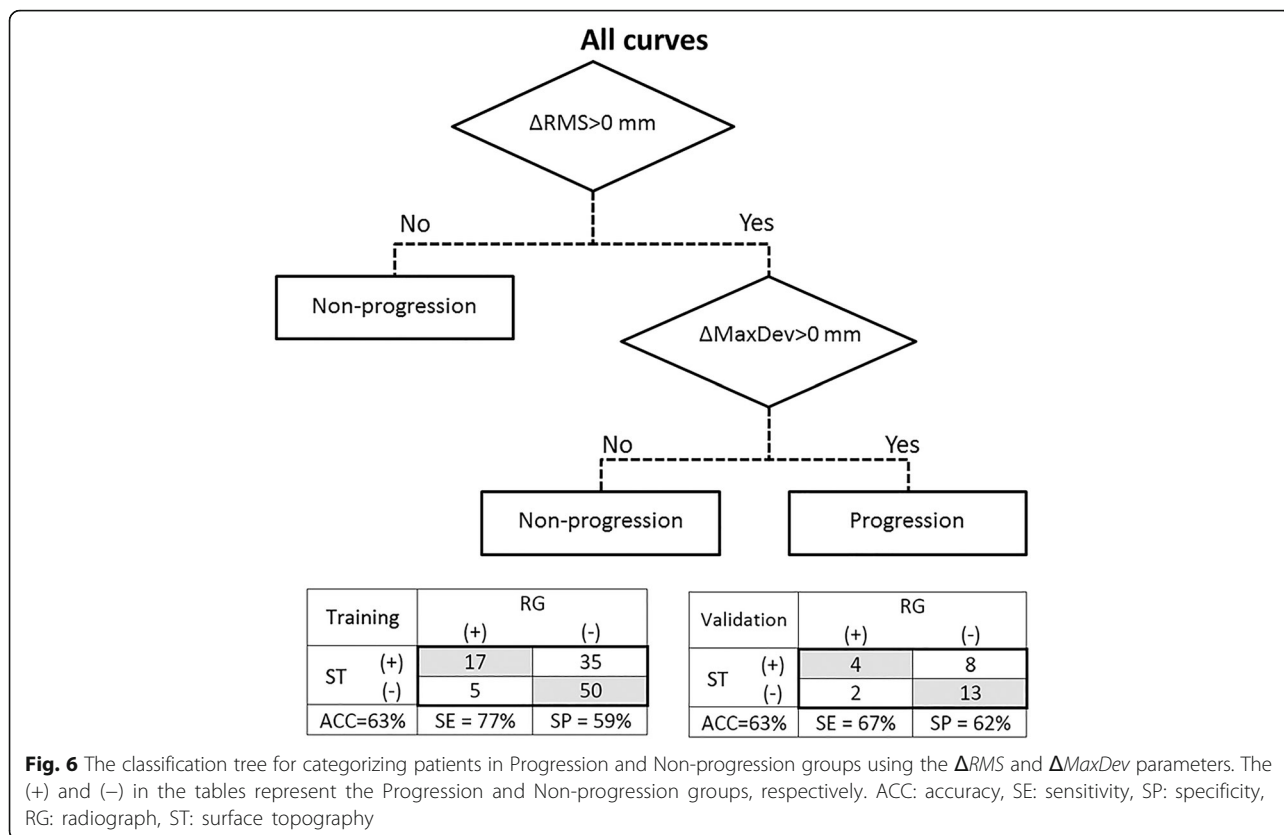 All curves
ΔRMS>0 mm
No Yes
Non-progression
ΔMaxDev>0 mm
No Yes
Non-progression Progression
Training RG
(+) (-)
ST (+) 17 35
(-) 5 50
ACC=63% SE = 77% SP = 59%
Validation RG
(+) (-)
ST (+) 4 8
(-) 2 13
ACC=63% SE = 67% SP = 62%
Fig. 6 The classification tree for categorizing patients in Progression and Non-progression groups using the ΔRMS and ΔMaxDev parameters. The
(+) and (−) in the tables represent the Progression and Non-progression groups, respectively. ACC: accuracy, SE: sensitivity, SP: specificity,
RG: radiograph, ST: surface topography